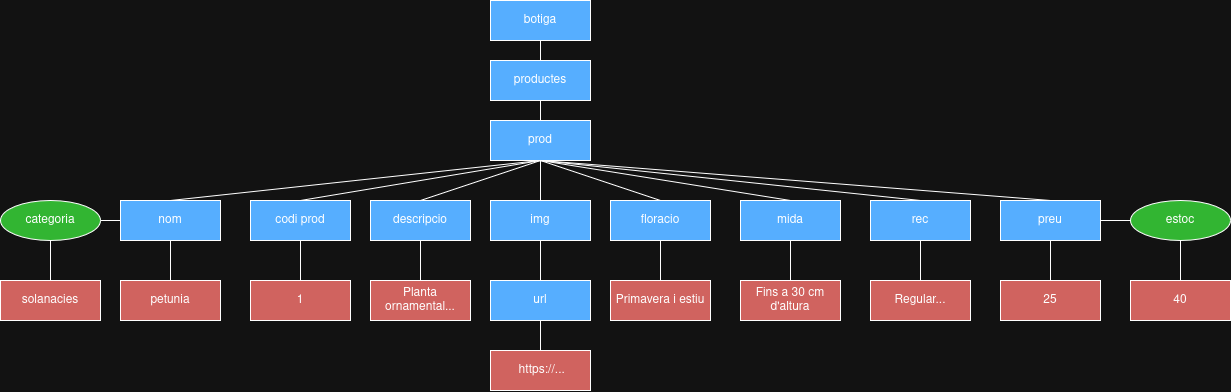 botiga
productes
prod
categoria
nom
codi prod
descripcio
img
floracio
mida
rec
preu
estoc
solanacies
petunia
1
Planta
ornamental...
url
Primavera i estiu
Fins a 30 cm
d'altura
Regular...
25
40
https://...